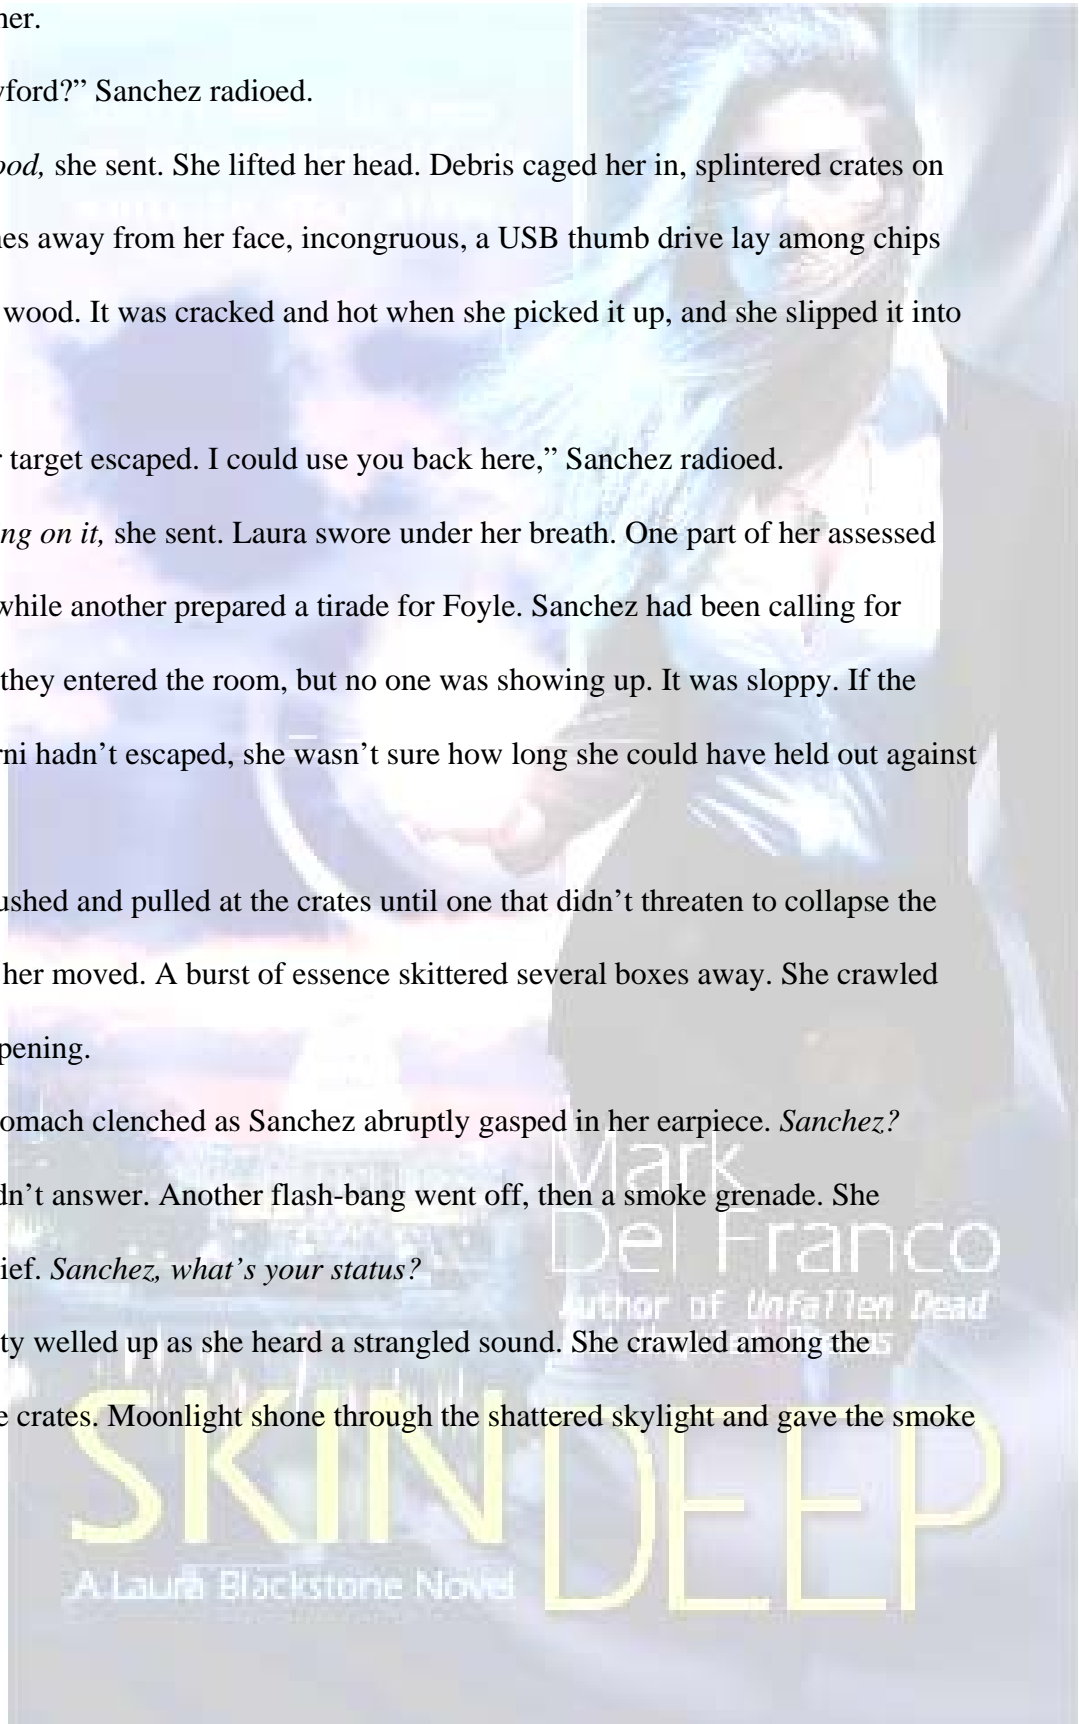 her.
ford?” Sanchez radioed.
ood, she sent. She lifted her head. Debris caged her in, splintered crates on
nes away from her face, incongruous, a USB thumb drive lay among chips
wood. It was cracked and hot when she picked it up, and she slipped it into
r target escaped. I could use you back here,” Sanchez radioed.
ng on it, she sent. Laura swore under her breath. One part of her assessed
while another prepared a tirade for Foyle. Sanchez had been calling for
they entered the room, but no one was showing up. It was sloppy. If the
rni hadn’t escaped, she wasn’t sure how long she could have held out against
ushed and pulled at the crates until one that didn’t threaten to collapse the
her moved. A burst of essence skittered several boxes away. She crawled
pening.
tomach clenched as Sanchez abruptly gasped in her earpiece. Sanchez?
dn’t answer. Another flash-bang went off, then a smoke grenade. She
ief. Sanchez, what’s your status?
ty welled up as she heard a strangled sound. She crawled among the
e crates. Moonlight shone through the shattered skylight and gave the smoke
Mark
Del Franco
Author of Unfallen Dead
SKIN DEEP
A Laura Blackstone Novel